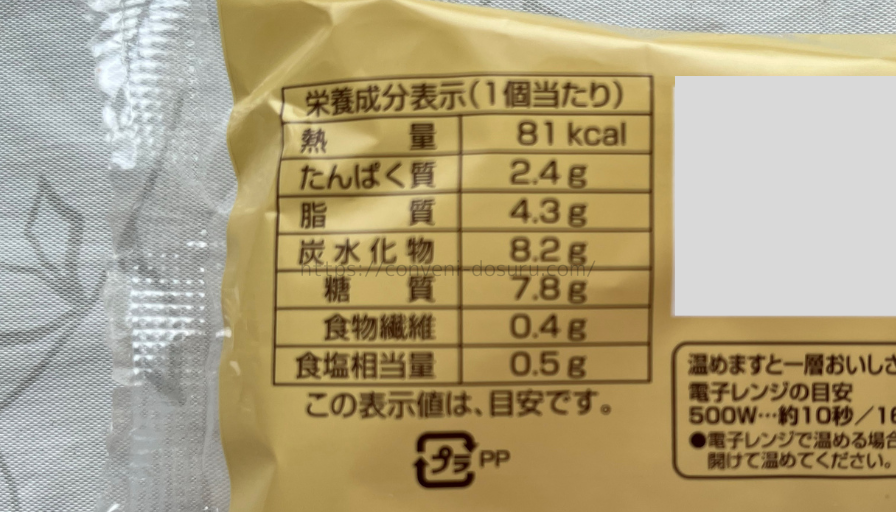 栄養成分表示(1個当たり)
熱量 81 kcal
たんぱく質 2.4 g
脂質 4.3 g
炭水化物 8.2 g
https://conveni-dosuru.com/
糖質 7.8 g
食物繊維 0.4 g
食塩相当量 0.5 g
この表示値は、目安です。
プラ PP
温めますと一層おいしさ
電子レンジの目安
500W…約10秒/16
●電子レンジで温める場合
開けて温めてください。